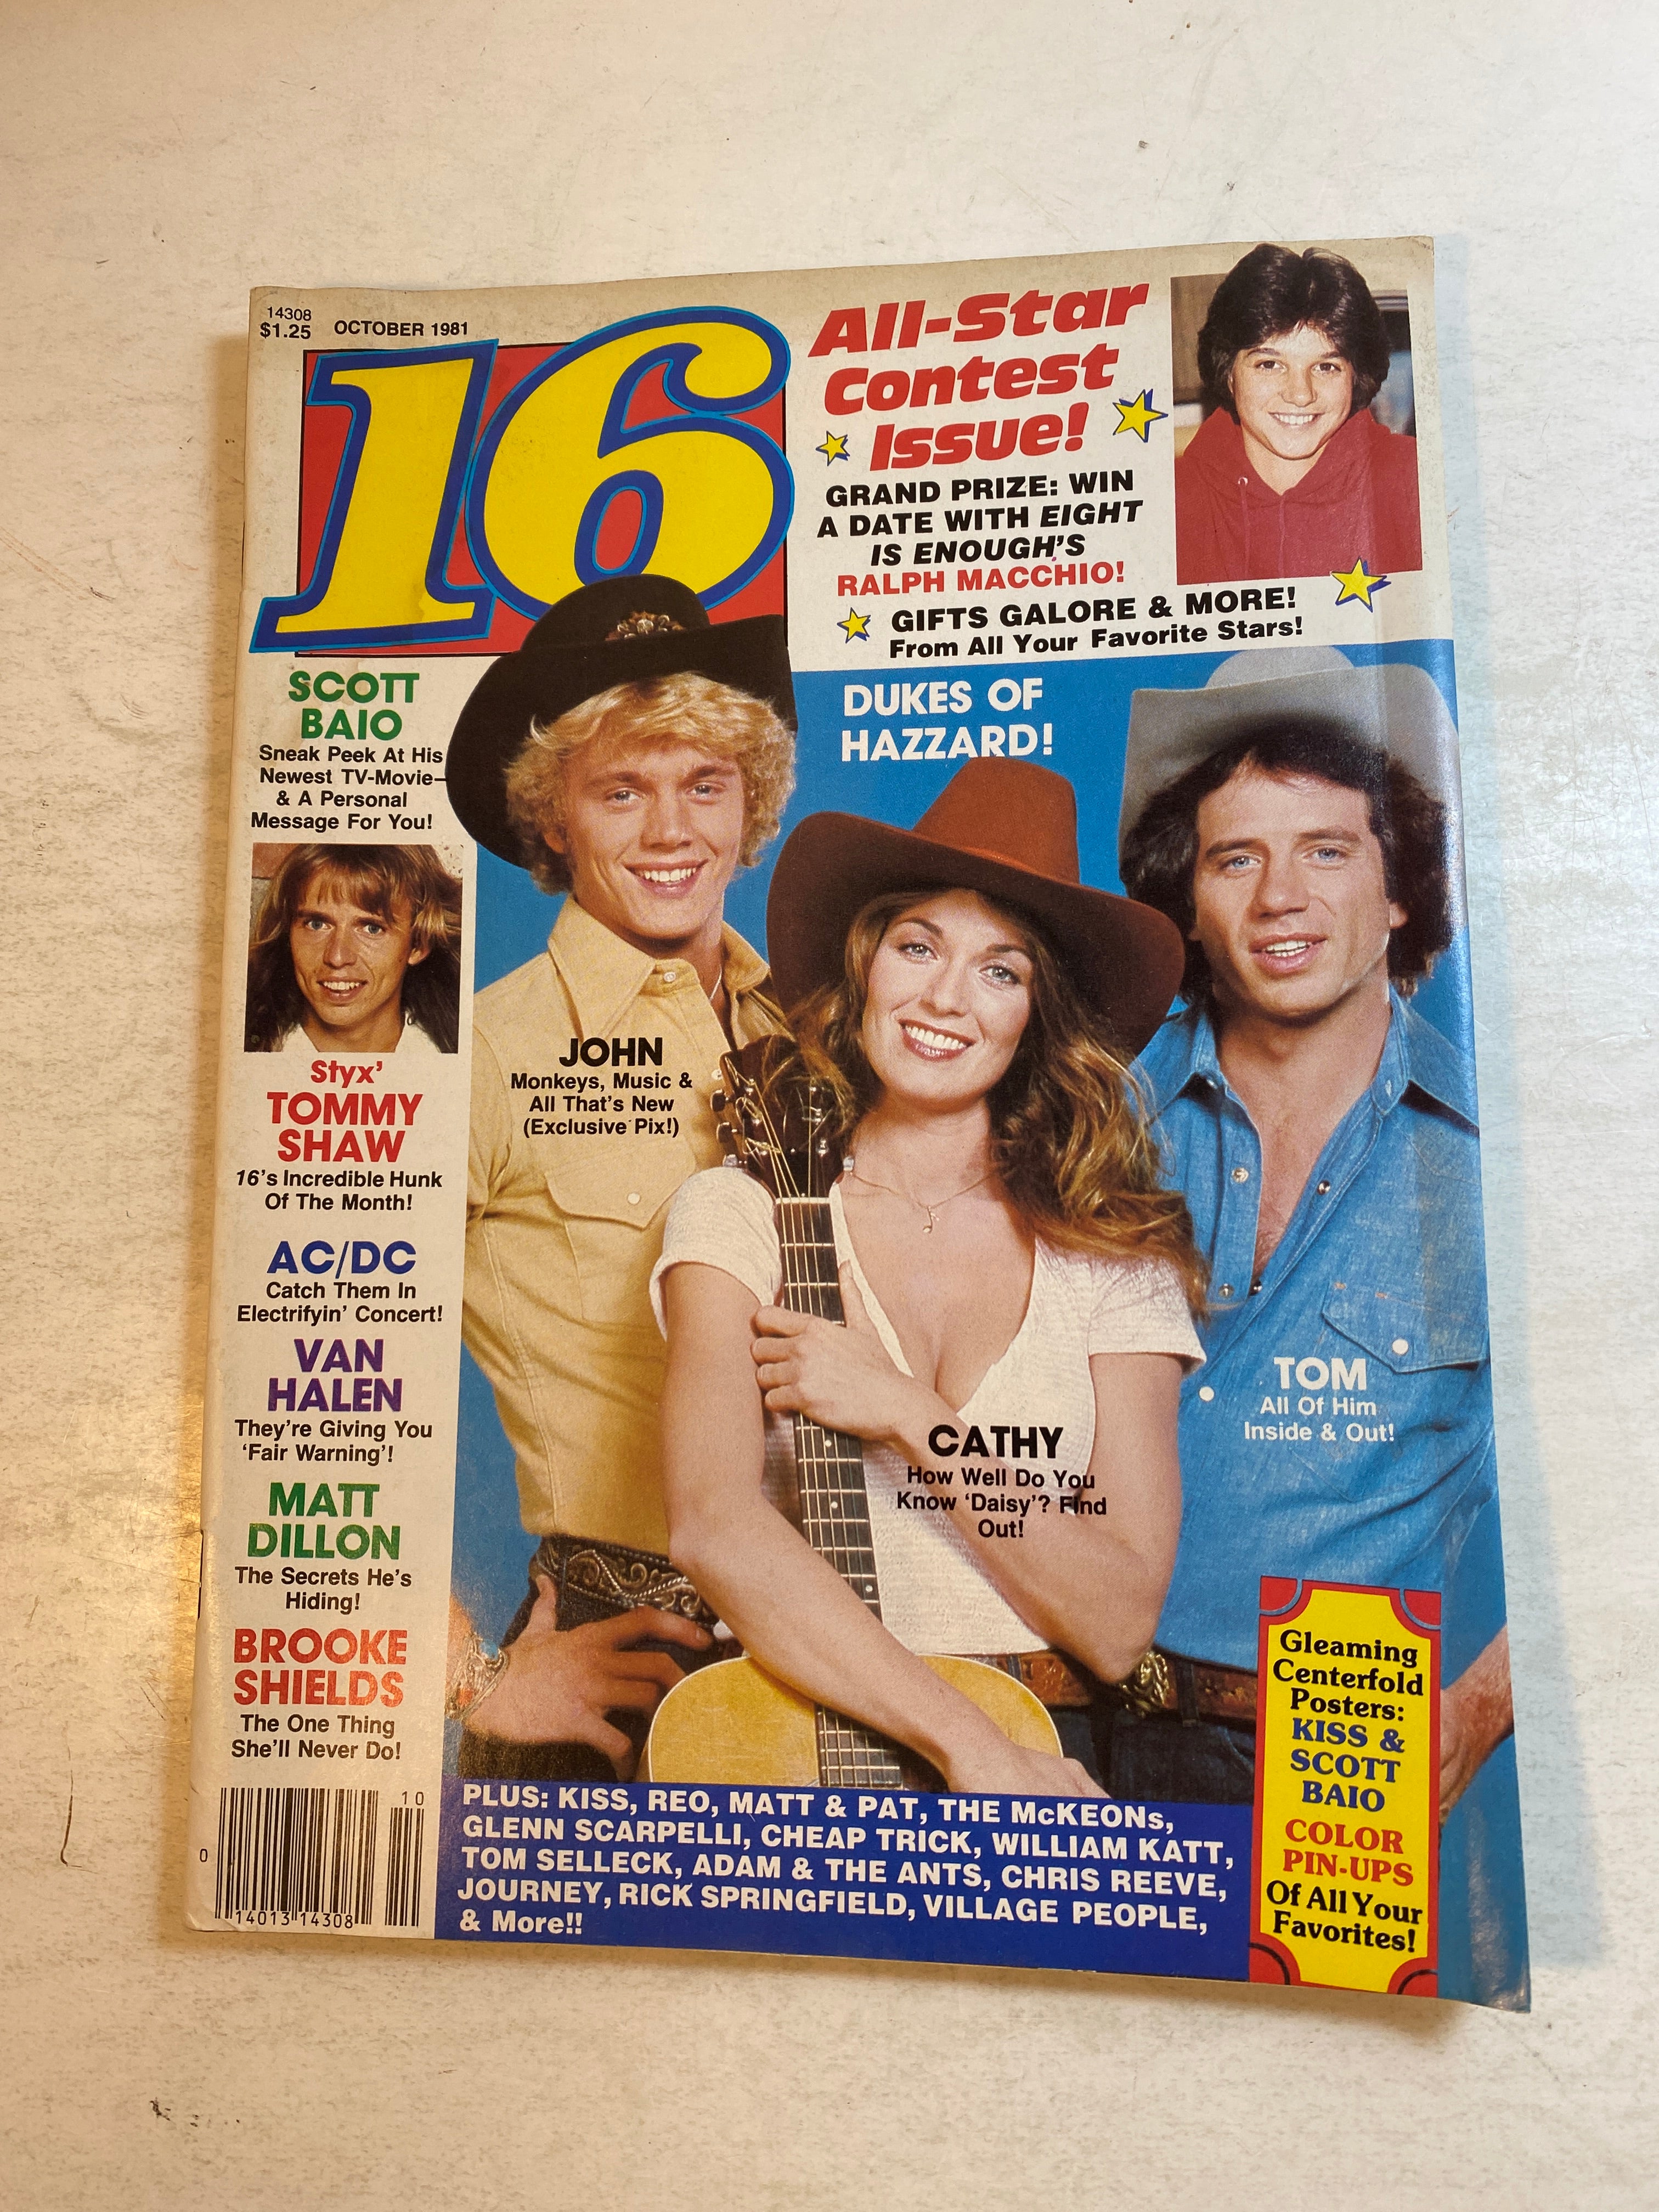 14308
$1.25 OCTOBER 1981
16
All-Star
Contest
Issue!
GRAND PRIZE: WIN
A DATE WITH EIGHT
IS ENOUGH'S
RALPH MACCHIO!
GIFTS GALORE & MORE!
From All Your Favorite Stars!
SCOTT
BAIO
Sneak Peek At His
Newest TV-Movie—
& A Personal
Message For You!
Styx'
TOMMY
SHAW
16's Incredible Hunk
Of The Month!
AC/DC
Catch Them In
Electrifyin' Concert!
VAN
HALEN
They're Giving You
'Fair Warning'!
MATT
DILLON
The Secrets He's
Hiding!
BROOKE
SHIELDS
The One Thing
She'll Never Do!
DUKES OF
HAZZARD!
JOHN
Monkeys, Music &
All That's New
(Exclusive Pix!)
CATHY
How Well Do You
Know 'Daisy'? Find
Out!
TOM
All Of Him
Inside & Out!
Gleaming
Centerfold
Posters:
KISS &
SCOTT
BAIO
COLOR
PIN-UPS
Of All Your
Favorites!
PLUS: KISS, REO, MATT & PAT, THE McKEONs,
GLENN SCARPELLI, CHEAP TRICK, WILLIAM KATT,
TOM SELLECK, ADAM & THE ANTS, CHRIS REEVE,
JOURNEY, RICK SPRINGFIELD, VILLAGE PEOPLE,
& More!!
10
0
14013 14308